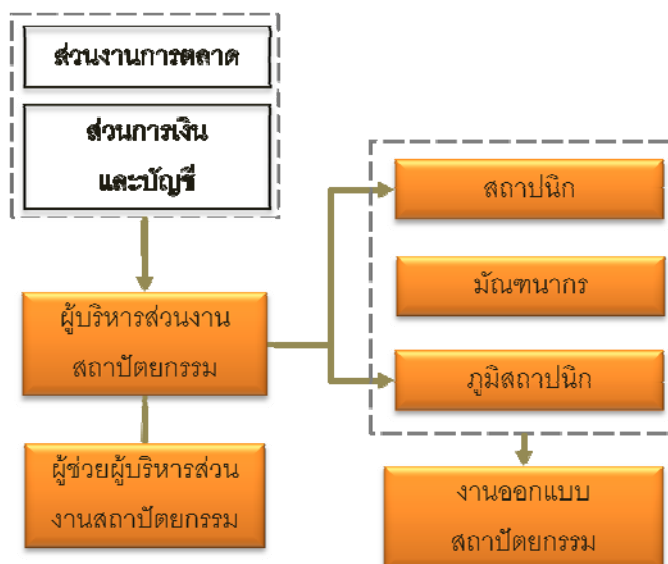 ส่วนงานการตลาด
ส่วนการเงิน
และบัญชี
ผู้บริหารส่วนงาน
สถาปัตยกรรม
ผู้ช่วยผู้บริหารส่วน
งานสถาปัตยกรรม
สถาปนิก
มัณฑนากร
ภูมิสถาปนิก
งานออกแบบ
สถาปัตยกรรม